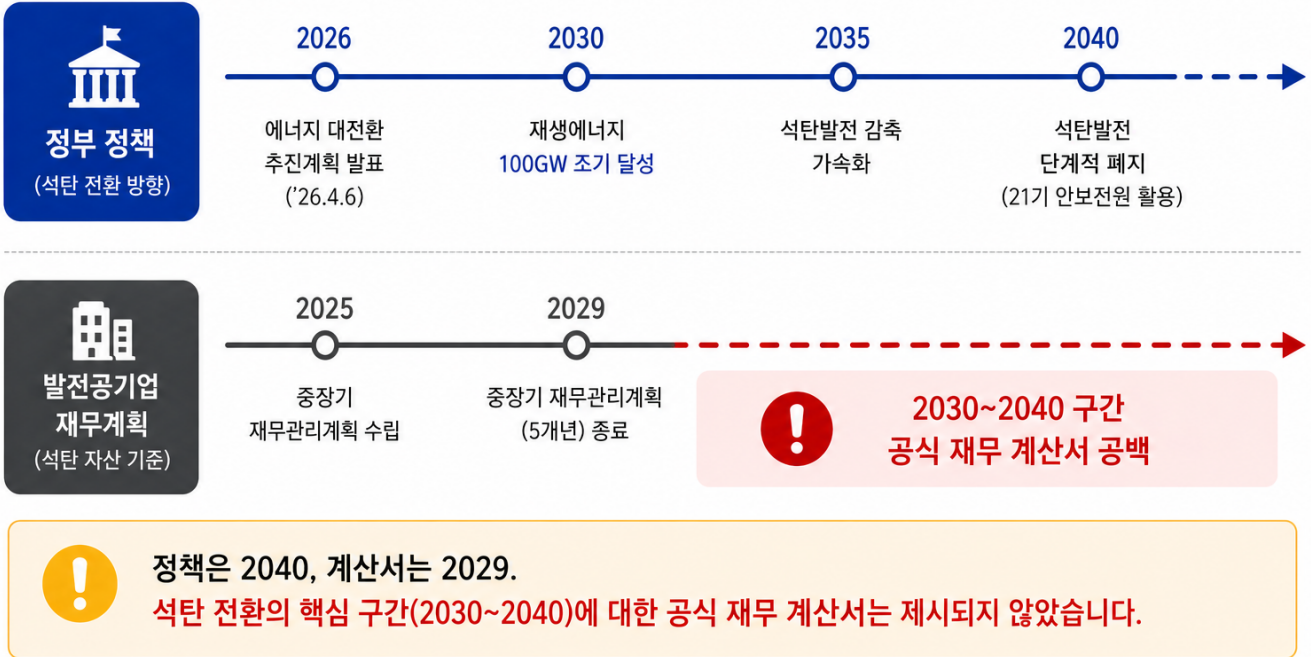 정부 정책
(석탄 전환 방향)
2026
에너지 대전환
추진계획 발표
('26.4.6)
2030
재생에너지
100GW 조기 달성
2035
석탄발전 감축
가속화
2040
석탄발전
단계적 폐지
(21기 안보전원 활용)
발전공기업
재무계획
(석탄 자산 기준)
2025
중장기
재무관리계획 수립
2029
중장기 재무관리계획
(5개년) 종료
2030~2040 구간
공식 재무 계산서 공백
정책은 2040, 계산서는 2029.
석탄 전환의 핵심 구간(2030~2040)에 대한 공식 재무 계산서는 제시되지 않았습니다.